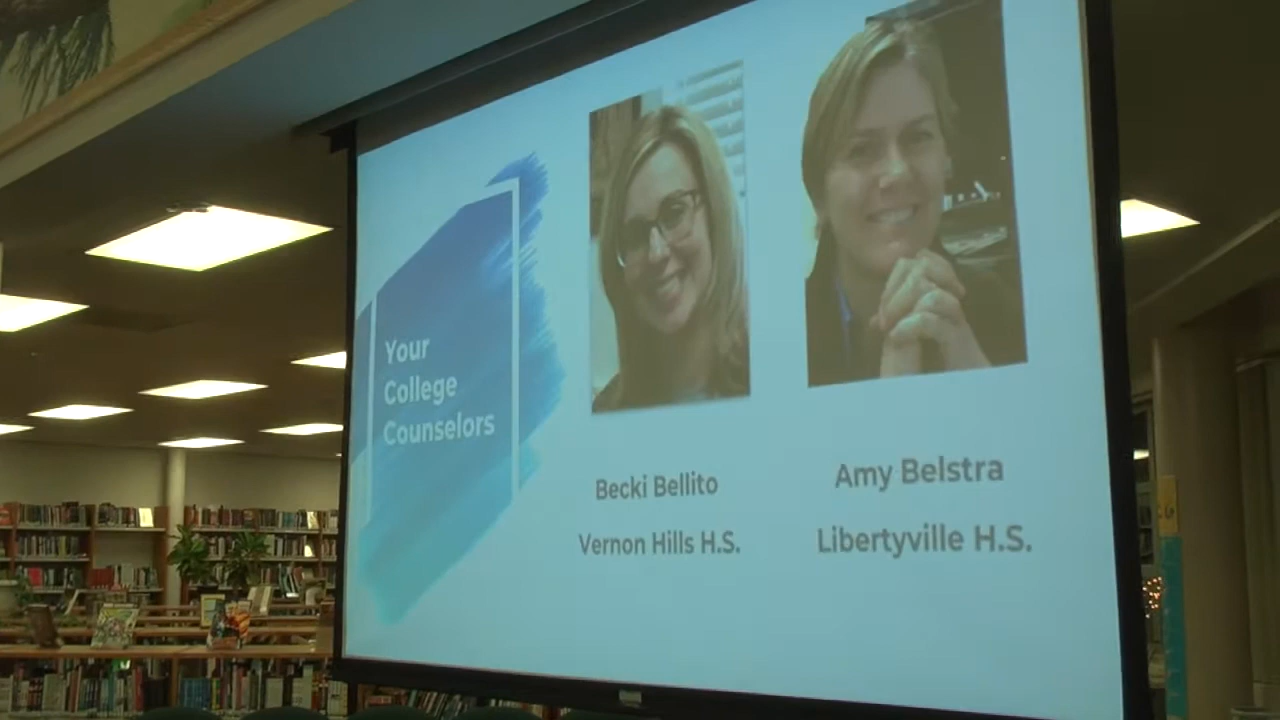 Your
College
Counselors
Becki Bellito
Vernon Hills H.S.
Amy Belstra
Libertyville H.S.